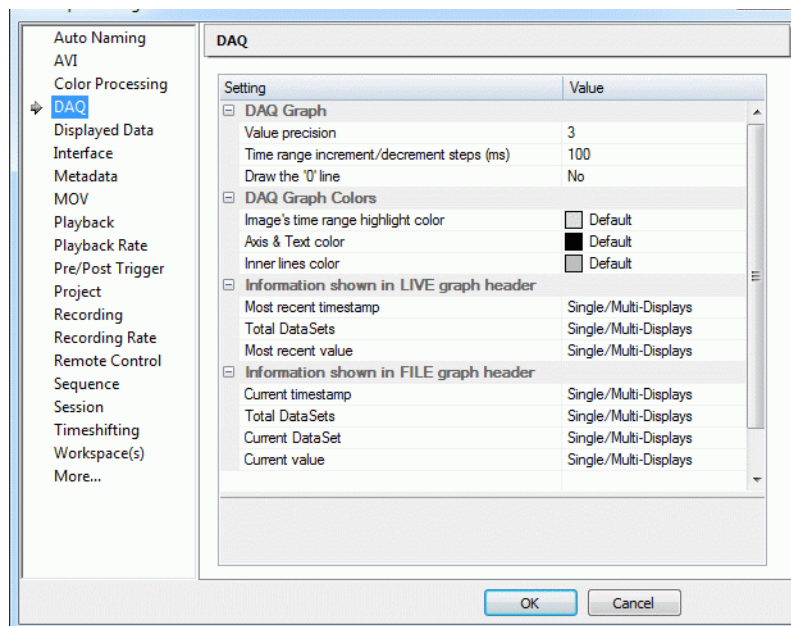 Auto Naming
AVI
Color Processing
DAQ
Displayed Data
Interface
Metadata
MOV
Playback
Playback Rate
Pre/Post Trigger
Project
Recording
Recording Rate
Remote Control
Sequence
Session
Timeshifting
Workspace(s)
More...
DAQ
Setting Value
DAQ Graph
Value precision 3
Time range increment/decrement steps (ms) 100
Draw the '0' line No
DAQ Graph Colors
Image's time range highlight color Default
Axis & Text color Default
Inner lines color Default
Information shown in LIVE graph header
Most recent timestamp Single/Multi-Displays
Total DataSets Single/Multi-Displays
Most recent value Single/Multi-Displays
Information shown in FILE graph header
Current timestamp Single/Multi-Displays
Total DataSets Single/Multi-Displays
Current DataSet Single/Multi-Displays
Current value Single/Multi-Displays
OK Cancel